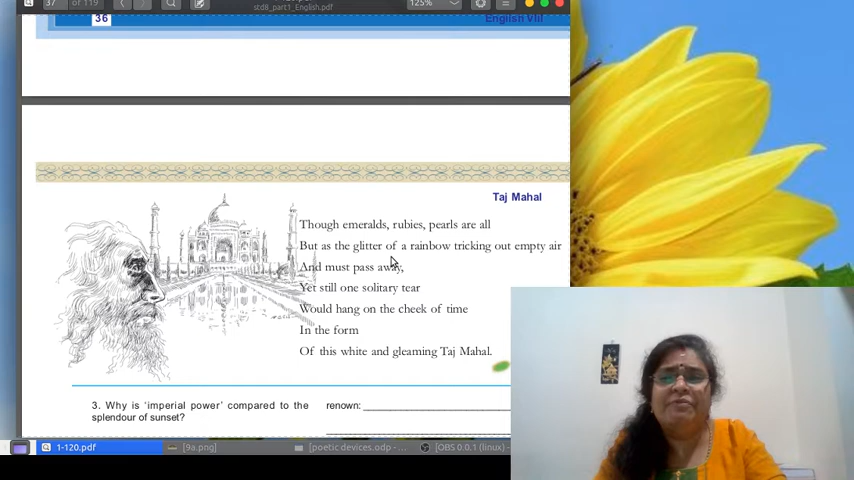 37 of 119
std8_part1_English.pdf
125%
36
English VIII
Taj Mahal
Though emeralds, rubies, pearls are all
But as the glitter of a rainbow tricking out empty air
And must pass away,
Yet still one solitary tear
Would hang on the cheek of time
In the form
Of this white and gleaming Taj Mahal.
3. Why is 'imperial power' compared to the
splendour of sunset?
renown:
1-120.pdf
[9a.png]
[poetic devices.odp - ...
OBS 0.0.1 (linux) - ...